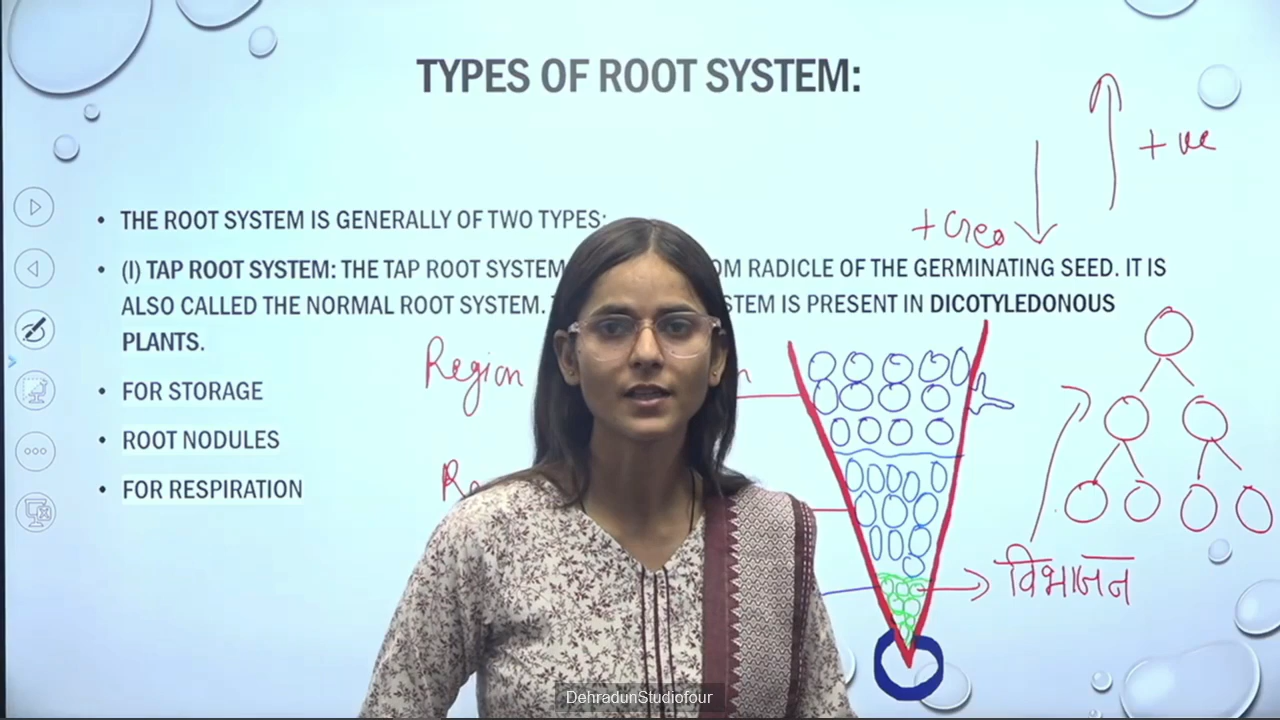 TYPES OF ROOT SYSTEM:
+ ve
+ Geo
• THE ROOT SYSTEM IS GENERALLY OF TWO TYPES:
• (I) TAP ROOT SYSTEM: THE TAP ROOT SYSTEM RADICLE OF THE GERMINATING SEED. IT IS
ALSO CALLED THE NORMAL ROOT SYSTEM. IS PRESENT IN DICOTYLEDONOUS
PLANTS.
Region
• FOR STORAGE
• ROOT NODULES
• FOR RESPIRATION
विभाजन
DehradunStudiofour